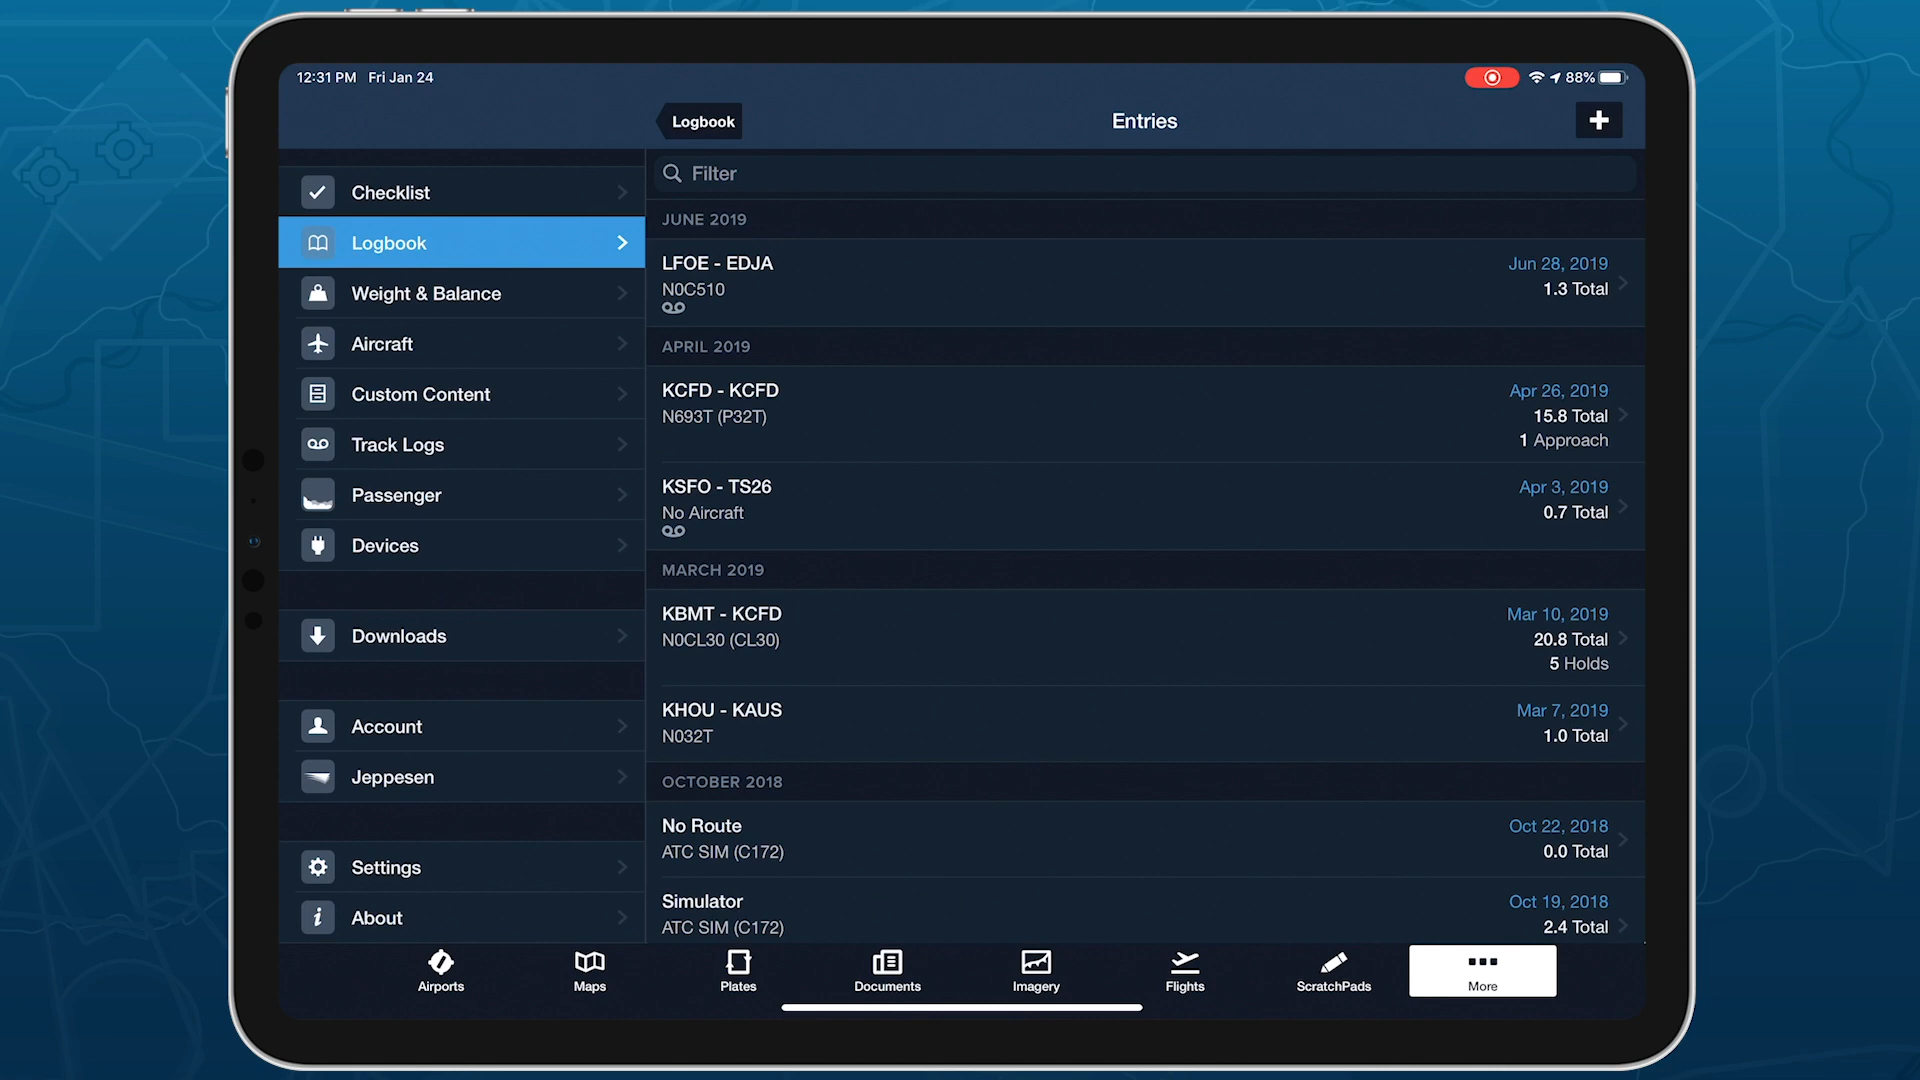 12:31 PM Fri Jan 24
88%
Logbook
Entries
Checklist
Logbook
Weight & Balance
Aircraft
Custom Content
Track Logs
Passenger
Devices
Downloads
Account
Jeppesen
Settings
About
Filter
JUNE 2019
LFOE - EDJA
Jun 28, 2019
N0C510
1.3 Total
APRIL 2019
KCFD - KCFD
Apr 26, 2019
N693T (P32T)
15.8 Total
1 Approach
KSFO - TS26
Apr 3, 2019
No Aircraft
0.7 Total
MARCH 2019
KBMT - KCFD
Mar 10, 2019
N0CL30 (CL30)
20.8 Total
5 Holds
KHOU - KAUS
Mar 7, 2019
N032T
1.0 Total
OCTOBER 2018
No Route
Oct 22, 2018
ATC SIM (C172)
0.0 Total
Simulator
Oct 19, 2018
ATC SIM (C172)
2.4 Total
Airports
Maps
Plates
Documents
Imagery
Flights
ScratchPads
More